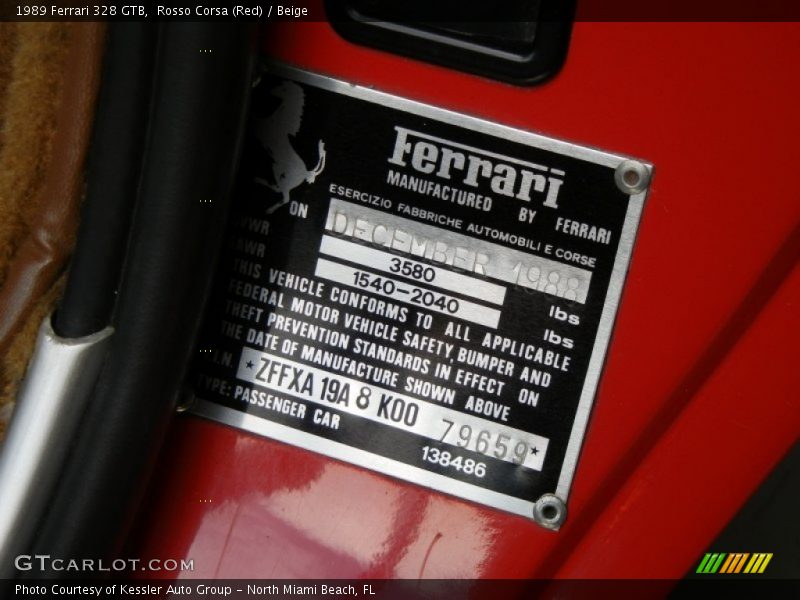 1989 Ferrari 328 GTB,  Rosso Corsa (Red) / Beige
Ferrari
MANUFACTURED BY FERRARI
ESERCIZIO FABBRICHE AUTOMOBILI E CORSE
ON DECEMBER 1988
3580 lbs
1540-2040 lbs
THIS VEHICLE CONFORMS TO ALL APPLICABLE
FEDERAL MOTOR VEHICLE SAFETY, BUMPER AND
THEFT PREVENTION STANDARDS IN EFFECT ON
THE DATE OF MANUFACTURE SHOWN ABOVE
*ZFFXA 19A 8 K00 79659*
TYPE: PASSENGER CAR
138486
GTCARLOT.COM
Photo Courtesy of Kessler Auto Group - North Miami Beach, FL